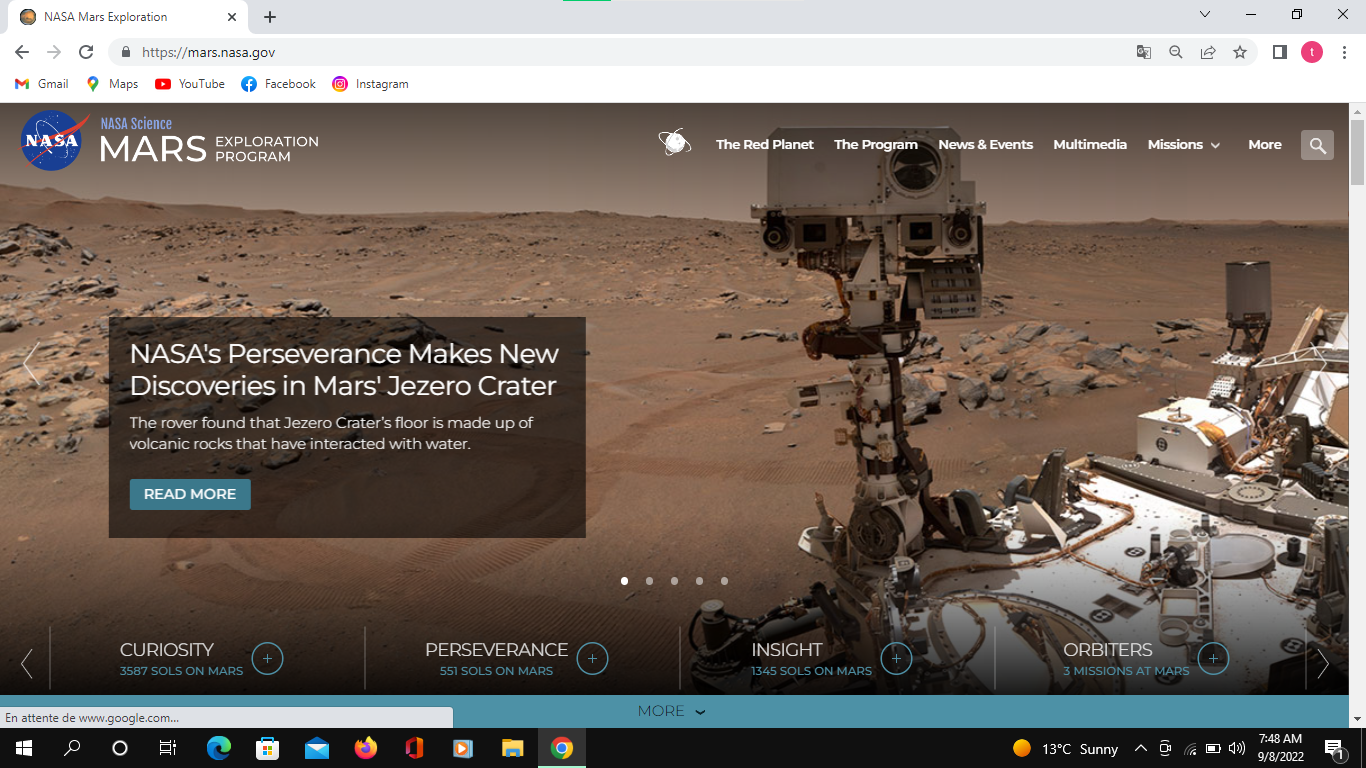 NASA Mars Exploration
https://mars.nasa.gov
t
Gmail Maps YouTube Facebook Instagram
NASA
NASA Science
MARS EXPLORATION
PROGRAM
The Red Planet The Program News & Events Multimedia Missions More
NASA's Perseverance Makes New
Discoveries in Mars' Jezero Crater
The rover found that Jezero Crater's floor is made up of
volcanic rocks that have interacted with water.
READ MORE
CURIOSITY
3587 SOLS ON MARS
PERSEVERANCE
551 SOLS ON MARS
INSIGHT
1345 SOLS ON MARS
ORBITERS
3 MISSIONS AT MARS
MORE
En attente de www.google.com...
13°C Sunny
7:48 AM
9/8/2022
1